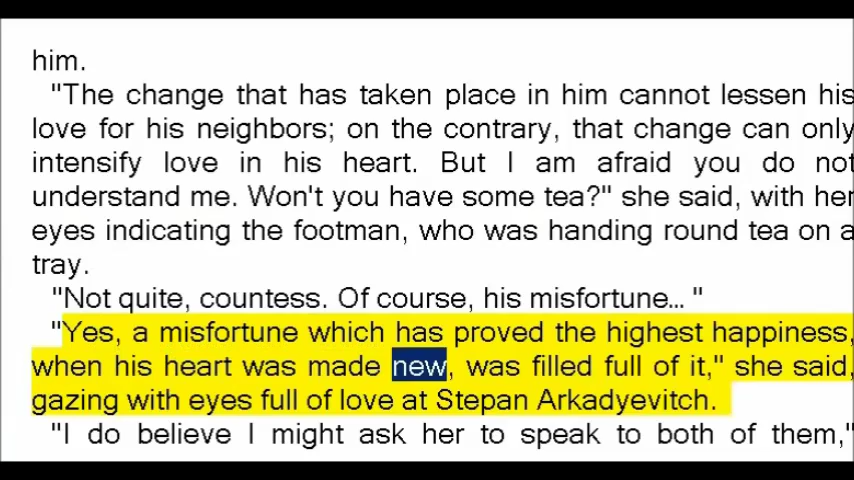 him.
"The change that has taken place in him cannot lessen his
love for his neighbors; on the contrary, that change can only
intensify love in his heart. But I am afraid you do not
understand me. Won't you have some tea?" she said, with her
eyes indicating the footman, who was handing round tea on a
tray.
"Not quite, countess. Of course, his misfortune... "
"Yes, a misfortune which has proved the highest happiness,
when his heart was made new, was filled full of it," she said,
gazing with eyes full of love at Stepan Arkadyevitch.
"I do believe I might ask her to speak to both of them,"